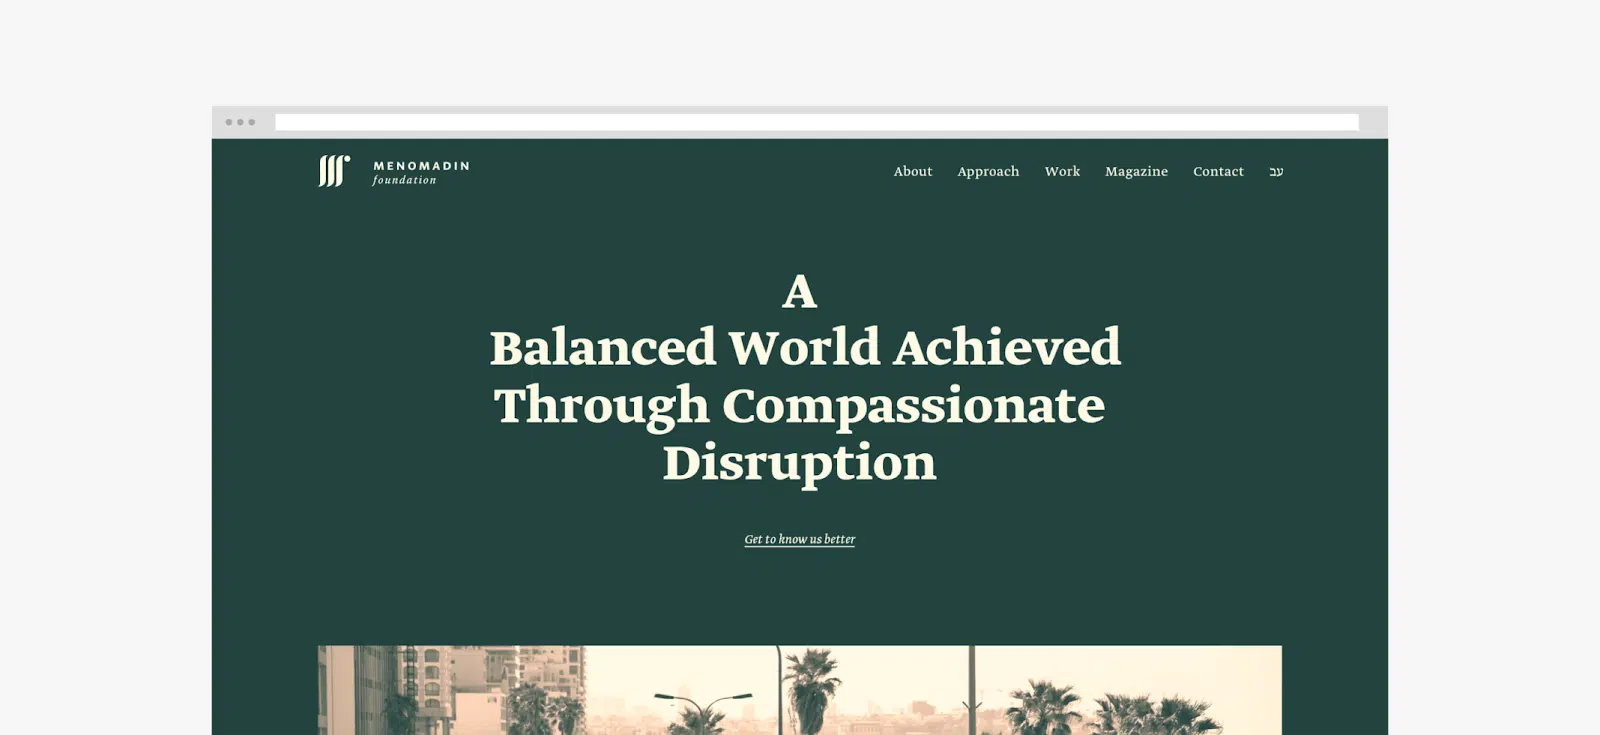 MENOMADIN
foundation
About Approach Work Magazine Contact עב
A
Balanced World Achieved
Through Compassionate
Disruption
Get to know us better